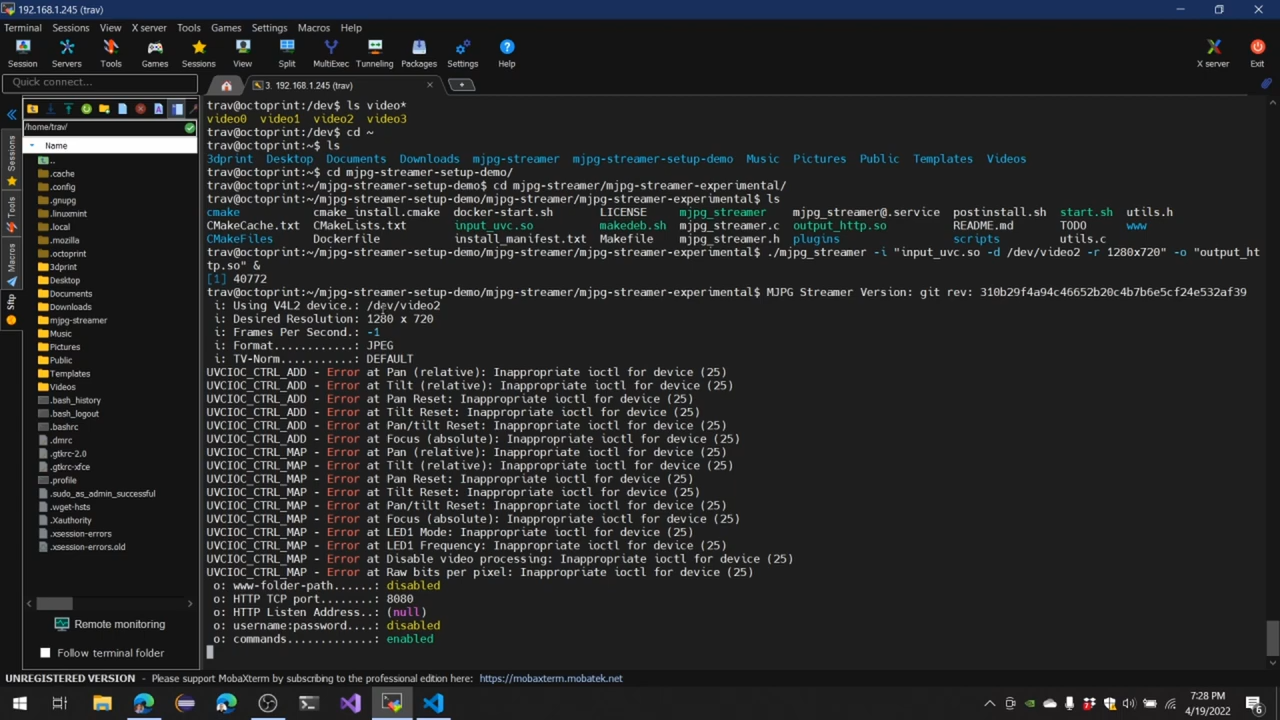 192.168.1.245 (trav)
Terminal Sessions View X server Tools Games Settings Macros Help
Session Servers Tools Games Sessions View Split MultiExec Tunneling Packages Settings Help X server Exit
Quick connect...
3. 192.168.1.245 (trav)
/home/trav/
Name
..
.cache
.config
.gnupg
.linuxmint
.local
.mozilla
.octoprint
3dprint
Desktop
Documents
Downloads
mjpg-streamer
Music
Pictures
Public
Templates
Videos
.bash_history
.bash_logout
.bashrc
.dmrc
.gtkrc-2.0
.gtkrc-xfce
.profile
.sudo_as_admin_successful
.wget-hsts
.Xauthority
.xsession-errors
.xsession-errors.old
Remote monitoring
Follow terminal folder
Sessions
Tools
Macros
Sftp
trav@octoprint:/dev$ ls video*
video0 video1 video2 video3
trav@octoprint:/dev$ cd ~
trav@octoprint:~$ ls
3dprint Desktop Documents Downloads mjpg-streamer mjpg-streamer-setup-demo Music Pictures Public Templates Videos
trav@octoprint:~$ cd mjpg-streamer-setup-demo/
trav@octoprint:~/mjpg-streamer-setup-demo$ cd mjpg-streamer/mjpg-streamer-experimental/
trav@octoprint:~/mjpg-streamer-setup-demo/mjpg-streamer/mjpg-streamer-experimental$ ls
cmake cmake_install.cmake docker-start.sh LICENSE mjpg_streamer mjpg_streamer@.service postinstall.sh start.sh utils.h
CMakeCache.txt CMakeLists.txt input_uvc.so makedeb.sh mjpg_streamer.c output_http.so README.md TODO www
CMakeFiles Dockerfile install_manifest.txt Makefile mjpg_streamer.h plugins scripts utils.c
trav@octoprint:~/mjpg-streamer-setup-demo/mjpg-streamer/mjpg-streamer-experimental$ ./mjpg_streamer -i "input_uvc.so -d /dev/video2 -r 1280x720" -o "output_ht
tp.so" &
[1] 40772
trav@octoprint:~/mjpg-streamer-setup-demo/mjpg-streamer/mjpg-streamer-experimental$ MJPG Streamer Version: git rev: 310b29f4a94c46652b20c4b7b6e5cf24e532af39
i: Using V4L2 device.: /dev/video2
i: Desired Resolution: 1280 x 720
i: Frames Per Second.: -1
i: Format............: JPEG
i: TV-Norm...........: DEFAULT
UVCIOC_CTRL_ADD - Error at Pan (relative): Inappropriate ioctl for device (25)
UVCIOC_CTRL_ADD - Error at Tilt (relative): Inappropriate ioctl for device (25)
UVCIOC_CTRL_ADD - Error at Pan Reset: Inappropriate ioctl for device (25)
UVCIOC_CTRL_ADD - Error at Tilt Reset: Inappropriate ioctl for device (25)
UVCIOC_CTRL_ADD - Error at Pan/tilt Reset: Inappropriate ioctl for device (25)
UVCIOC_CTRL_ADD - Error at Focus (absolute): Inappropriate ioctl for device (25)
UVCIOC_CTRL_MAP - Error at Pan (relative): Inappropriate ioctl for device (25)
UVCIOC_CTRL_MAP - Error at Tilt (relative): Inappropriate ioctl for device (25)
UVCIOC_CTRL_MAP - Error at Pan Reset: Inappropriate ioctl for device (25)
UVCIOC_CTRL_MAP - Error at Tilt Reset: Inappropriate ioctl for device (25)
UVCIOC_CTRL_MAP - Error at Pan/tilt Reset: Inappropriate ioctl for device (25)
UVCIOC_CTRL_MAP - Error at Focus (absolute): Inappropriate ioctl for device (25)
UVCIOC_CTRL_MAP - Error at LED1 Mode: Inappropriate ioctl for device (25)
UVCIOC_CTRL_MAP - Error at LED1 Frequency: Inappropriate ioctl for device (25)
UVCIOC_CTRL_MAP - Error at Disable video processing: Inappropriate ioctl for device (25)
UVCIOC_CTRL_MAP - Error at Raw bits per pixel: Inappropriate ioctl for device (25)
o: www-folder-path......: disabled
o: HTTP TCP port........: 8080
o: HTTP Listen Address..: (null)
o: username:password....: disabled
o: commands.............: enabled
UNREGISTERED VERSION - Please support MobaXterm by subscribing to the professional edition here: https://mobaxterm.mobatek.net
7:28 PM
4/19/2022
6